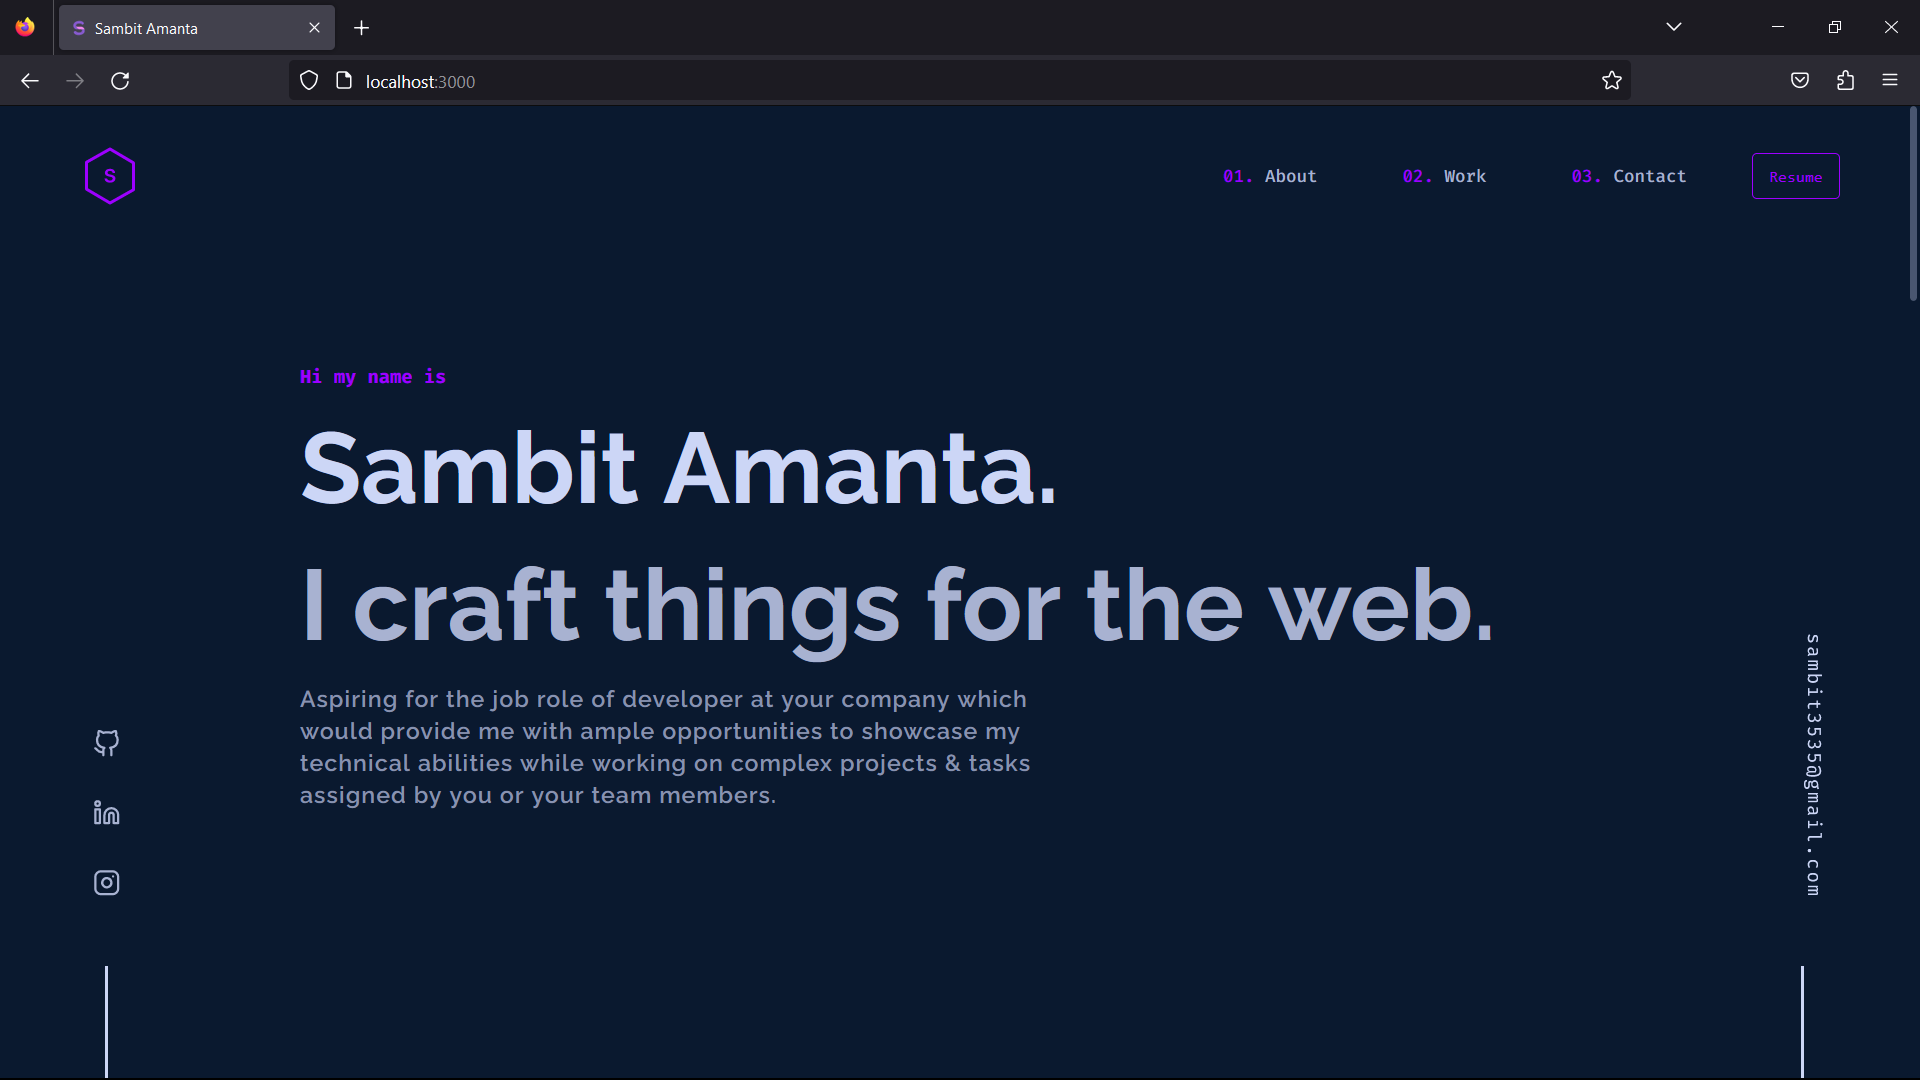 Sambit Amanta
localhost:3000
S
01. About
02. Work
03. Contact
Resume
Hi my name is
Sambit Amanta.
I craft things for the web.
Aspiring for the job role of developer at your company which
would provide me with ample opportunities to showcase my
technical abilities while working on complex projects & tasks
assigned by you or your team members.
sambit3535@gmail.com